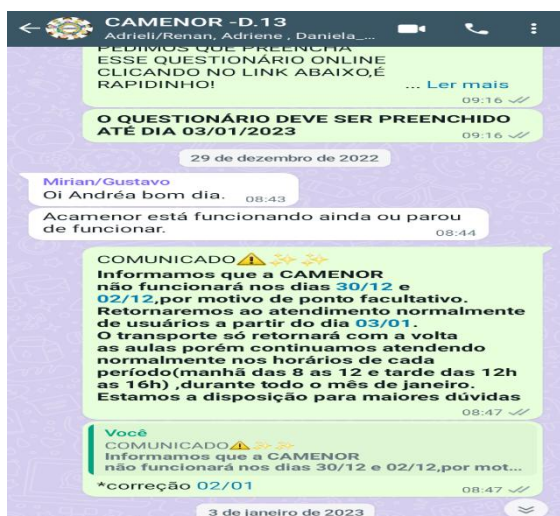 CAMENOR -D.13
Adrieli/Renan, Adriene , Daniela_...
PEDIMOS QUE PREENCHA
ESSE QUESTIONÁRIO ONLINE
CLICANDO NO LINK ABAIXO,É
RAPIDINHO! ... Ler mais
09:16
O QUESTIONÁRIO DEVE SER PREENCHIDO
ATÉ DIA 03/01/2023
09:16
29 de dezembro de 2022
Mirian/Gustavo
Oi Andréa bom dia. 08:43
Acamenor está funcionando ainda ou parou
de funcionar. 08:44
COMUNICADO⚠✨✨
Informamos que a CAMENOR
não funcionará nos dias 30/12 e
02/12,por motivo de ponto facultativo.
Retornaremos ao atendimento normalmente
de usuários a partir do dia 03/01.
O transporte só retornará com a volta
as aulas porém continuamos atendendo
normalmente nos horários de cada
período(manhã das 8 as 12 e tarde das 12h
as 16h) ,durante todo o mês de janeiro.
Estamos a disposição para maiores dúvidas
08:47
Você
COMUNICADO⚠✨✨
Informamos que a CAMENOR
não funcionará nos dias 30/12 e 02/12,por mot...
*correção 02/01 08:47
3 de janeiro de 2023